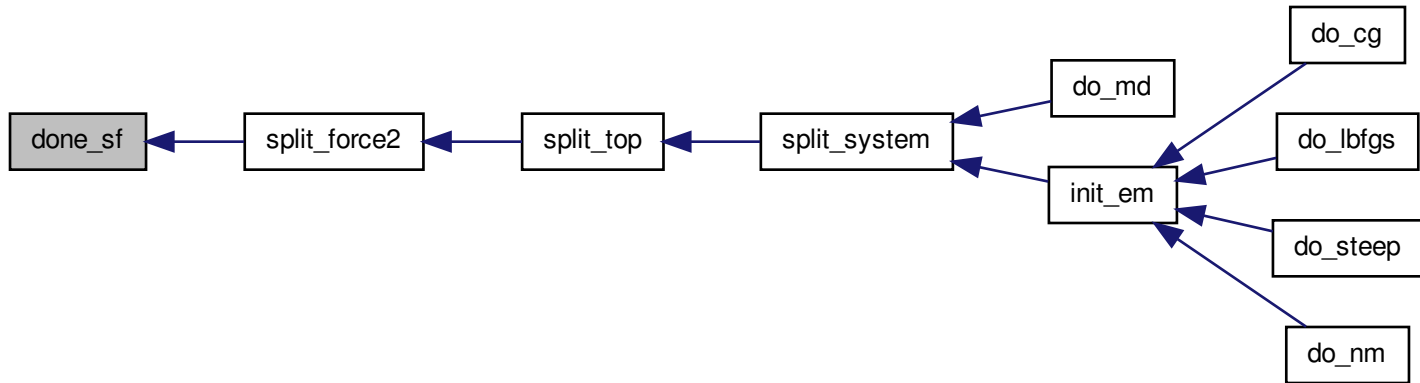 done_sf
split_force2
split_top
split_system
do_md
init_em
do_cg
do_lbfgs
do_steep
do_nm